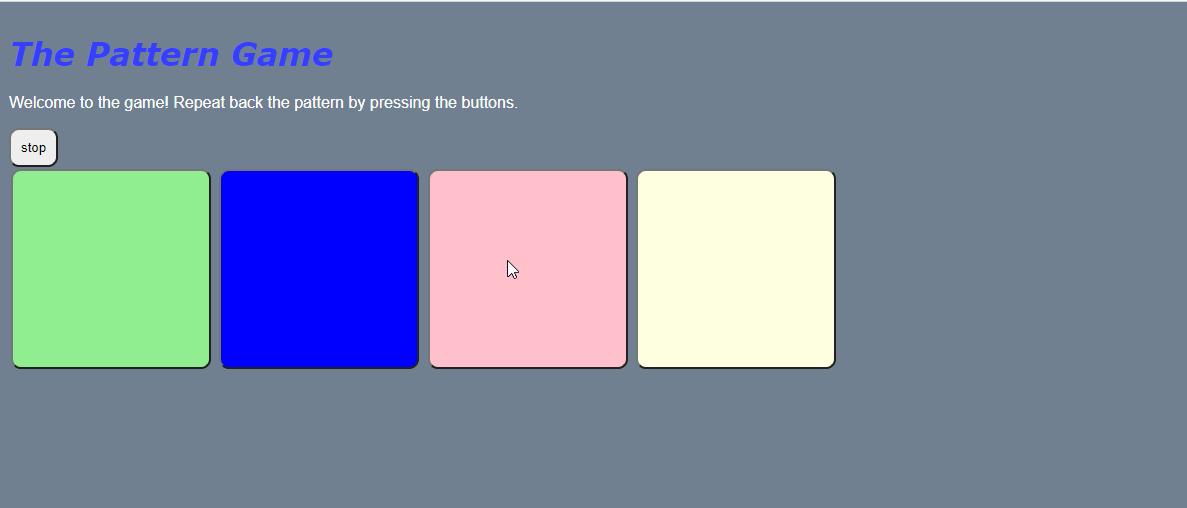 The Pattern Game
Welcome to the game! Repeat back the pattern by pressing the buttons.
stop